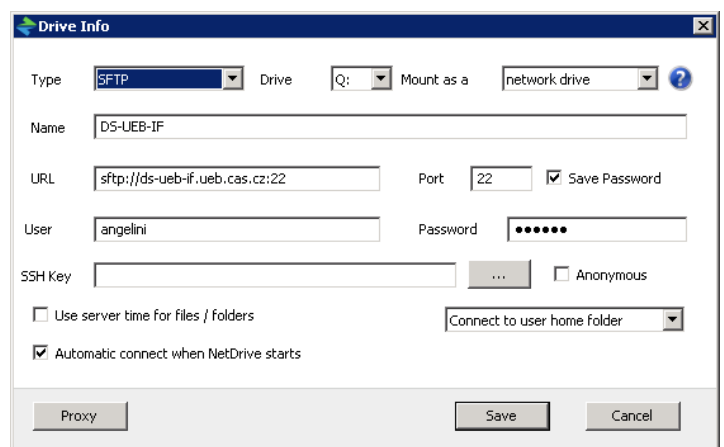 Drive Info
Type SFTP Drive Q: Mount as a network drive ?
Name DS-UEB-IF
URL sftp://ds-ueb-if.ueb.cas.cz:22 Port 22 Save Password
User angelini Password ●●●●●●
SSH Key ... Anonymous
Use server time for files / folders Connect to user home folder
Automatic connect when NetDrive starts
Proxy Save Cancel